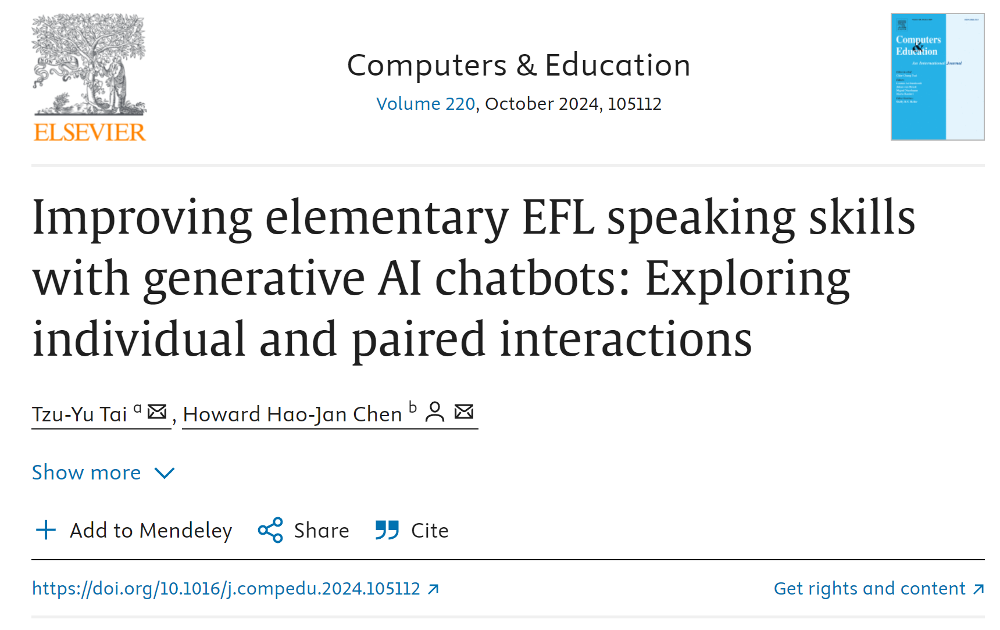 NON SOLUS
ELSEVIER
Computers & Education
Volume 220, October 2024, 105112
Computers
&
Education
An International Journal
Improving elementary EFL speaking skills
with generative AI chatbots: Exploring
individual and paired interactions
Tzu-Yu Tai a, Howard Hao-Jan Chen b
Show more
Add to Mendeley Share Cite
https://doi.org/10.1016/j.compedu.2024.105112
Get rights and content